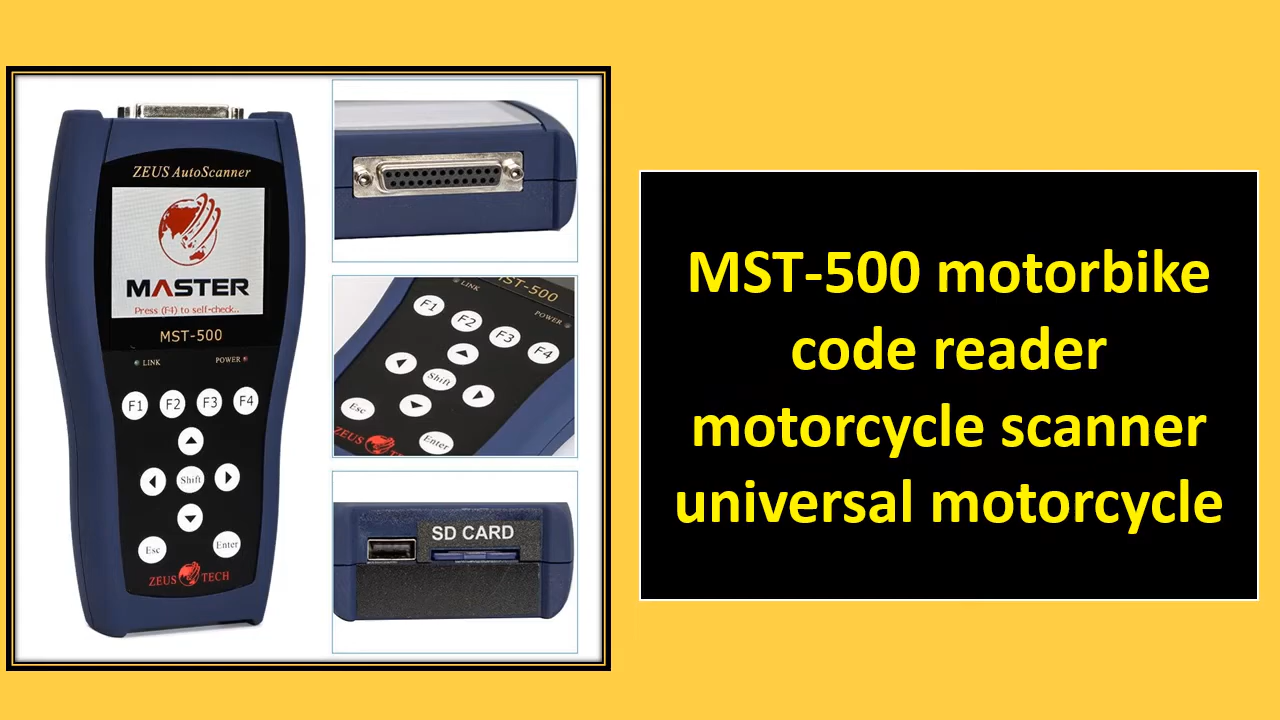 ZEUS AutoScanner
MASTER
Press (F4) to self-check..
MST-500
LINK
POWER
F1 F2 F3 F4
Shift
Esc
Enter
ZEUS TECH
LINK
MST-500
POWER
F1
F2
F3
F4
Shift
Esc
Enter
ZEUS
SD CARD
MST-500 motorbike
code reader
motorcycle scanner
universal motorcycle